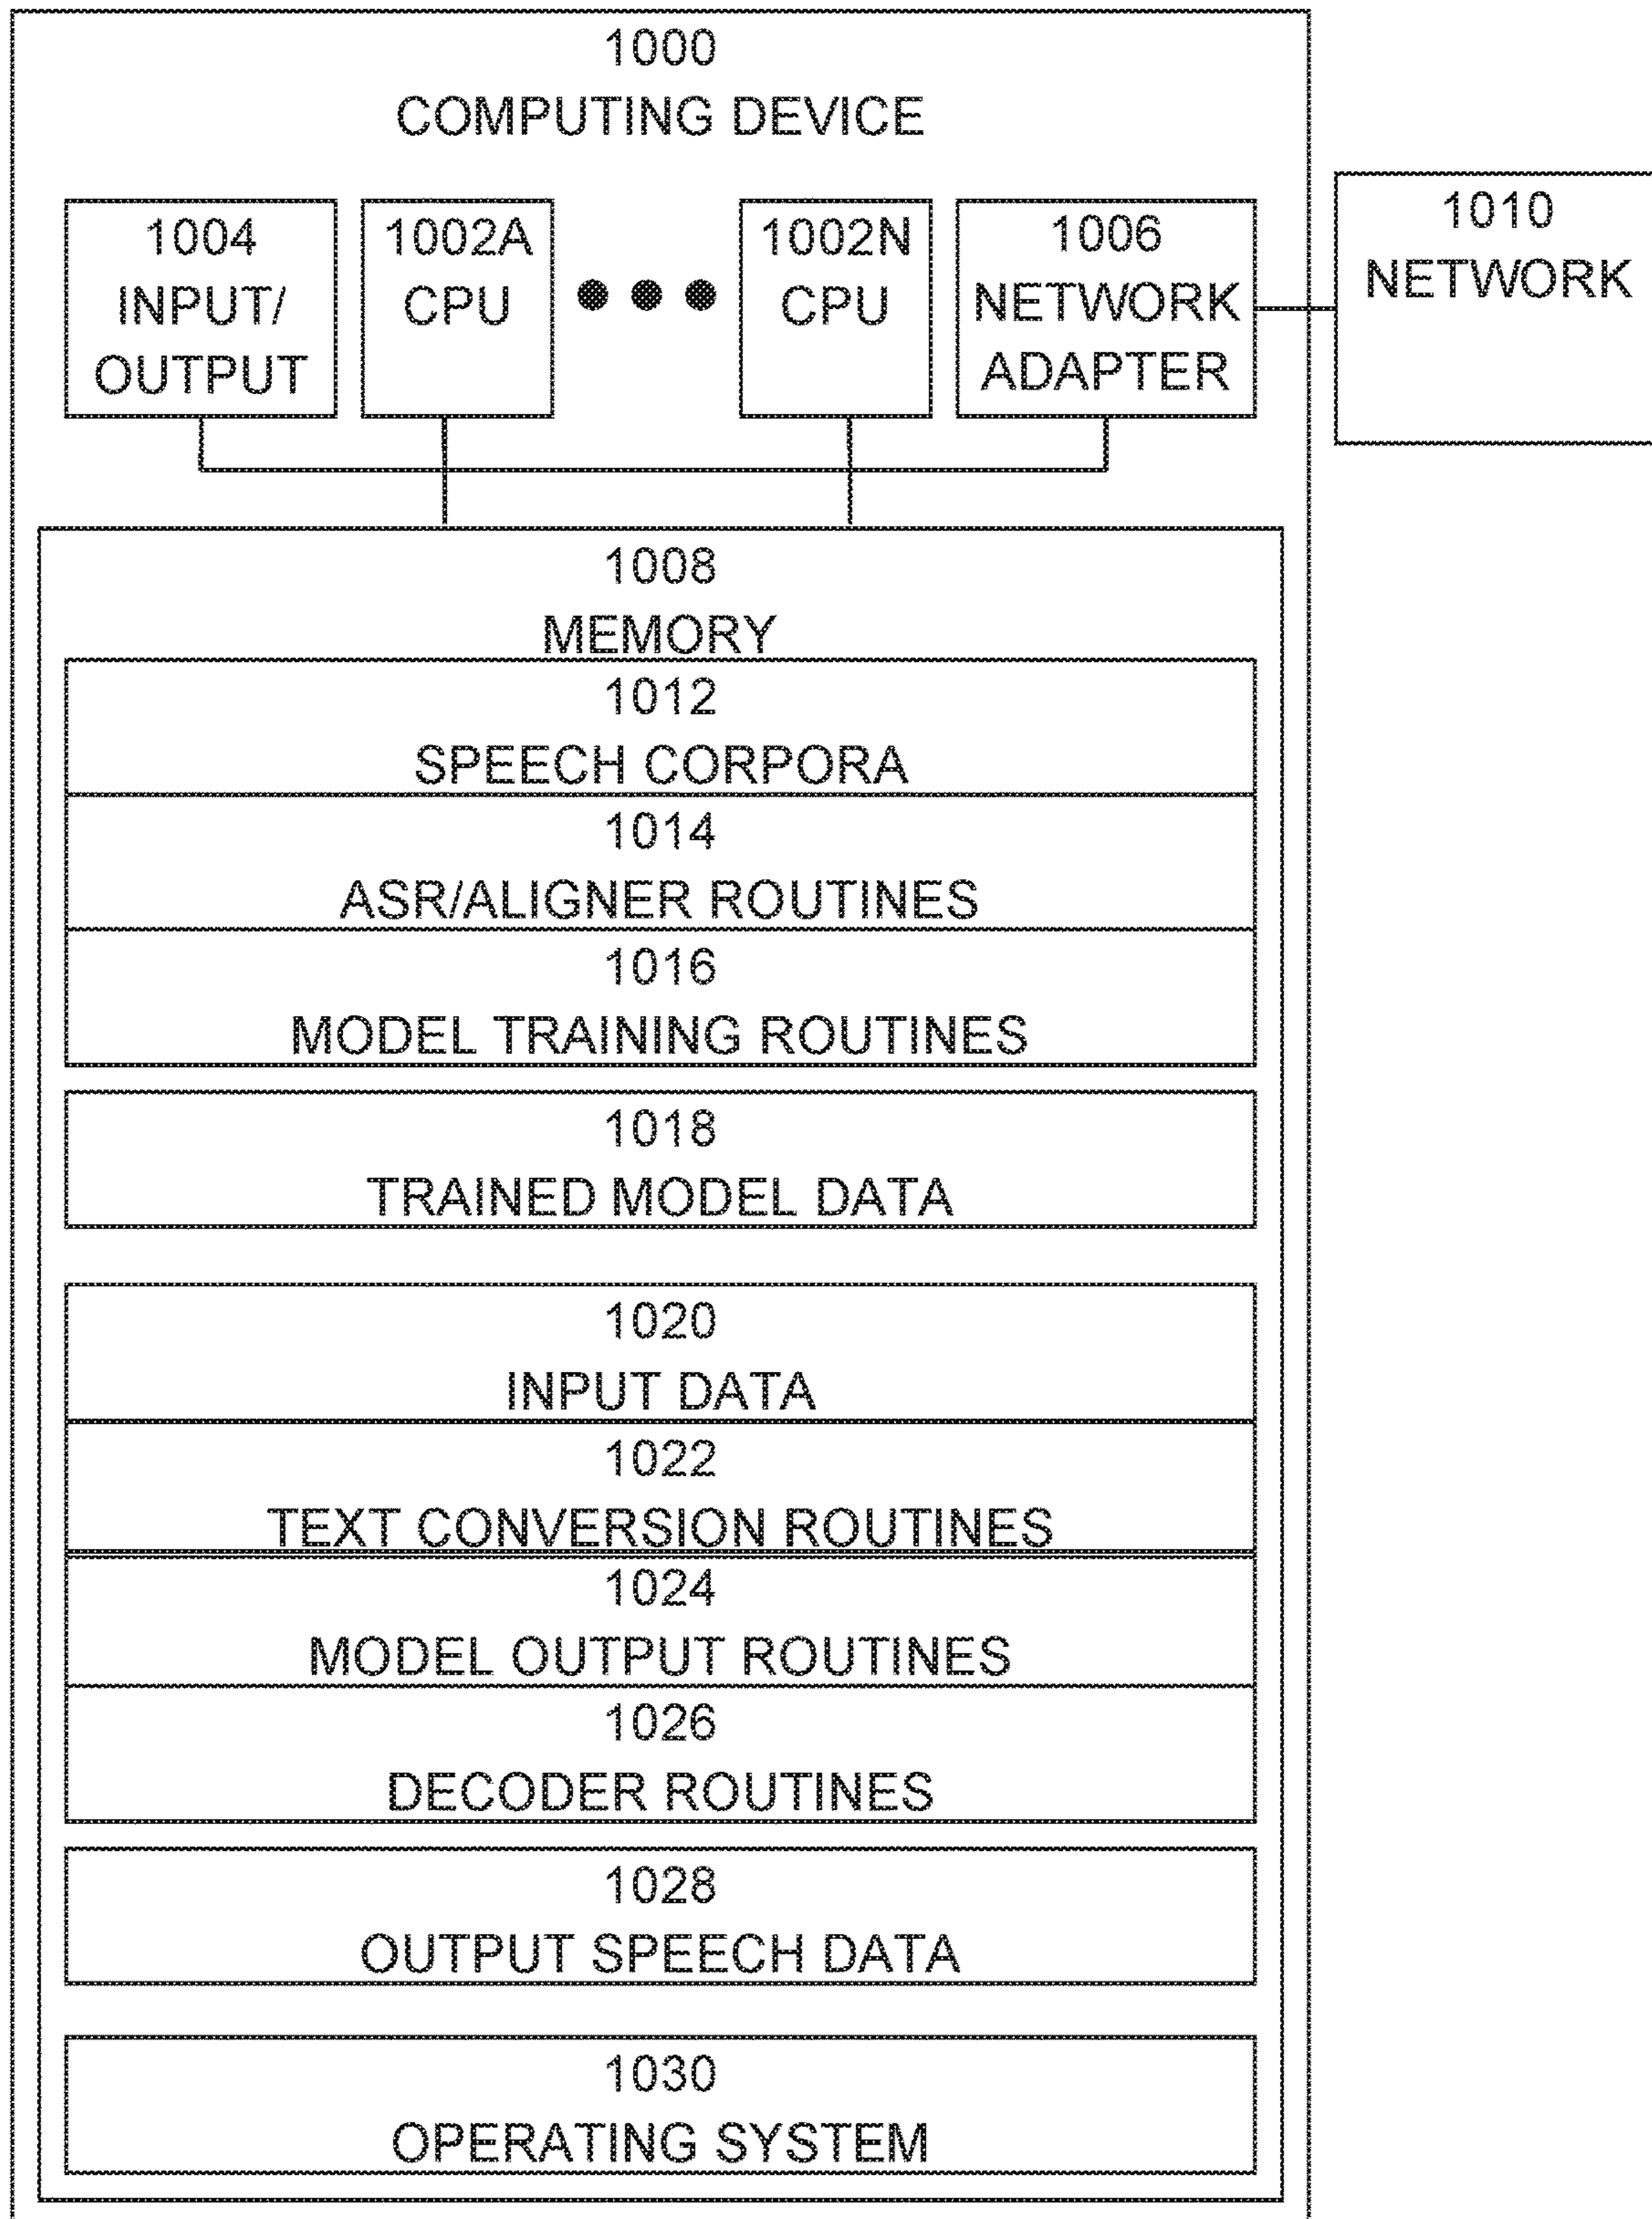 1000
COMPUTING DEVICE
1004
INPUT/
OUTPUT
1002A
CPU
1002N
CPU
1006
NETWORK
ADAPTER
1010
NETWORK
1008
MEMORY
1012
SPEECH CORPORA
1014
ASR/ALIGNER ROUTINES
1016
MODEL TRAINING ROUTINES
1018
TRAINED MODEL DATA
1020
INPUT DATA
1022
TEXT CONVERSION ROUTINES
1024
MODEL OUTPUT ROUTINES
1026
DECODER ROUTINES
1028
OUTPUT SPEECH DATA
1030
OPERATING SYSTEM